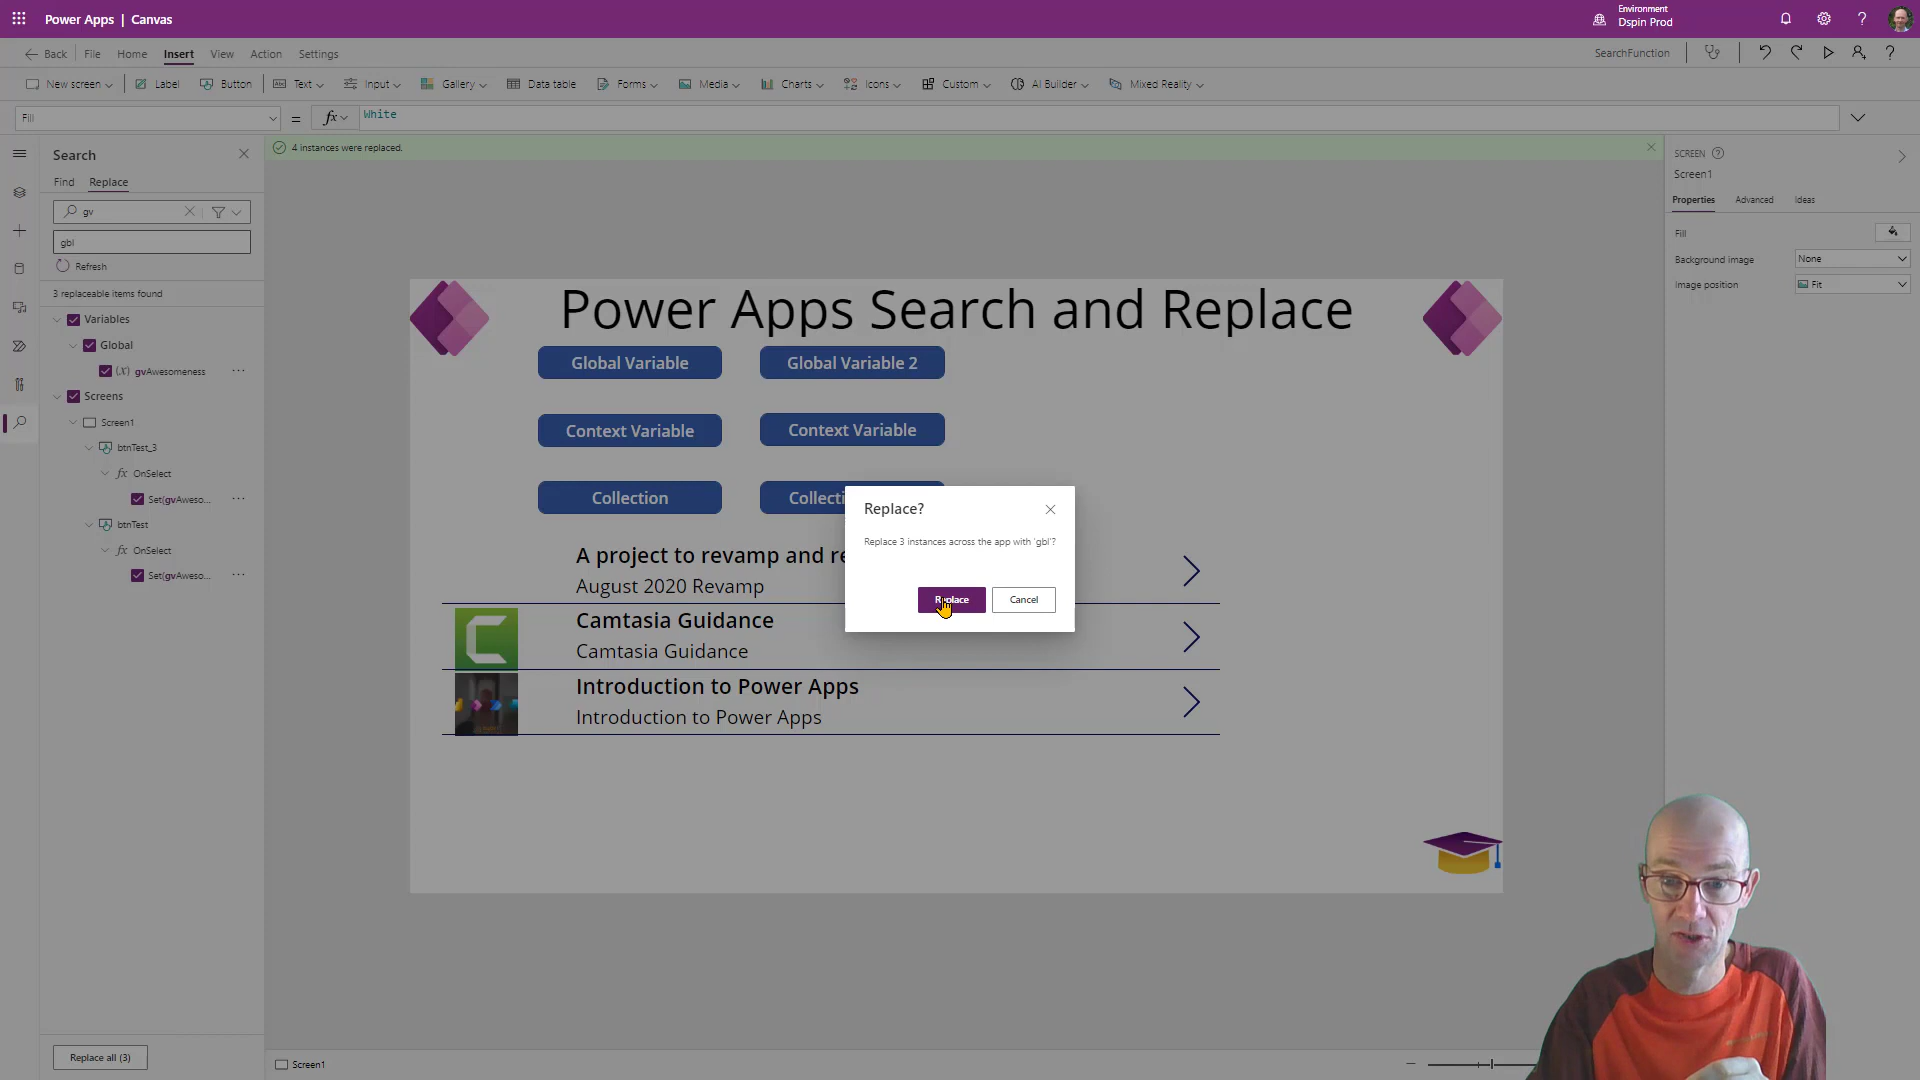 Power Apps | Canvas
Environment
Dspin Prod
Back
File
Home
Insert
View
Action
Settings
SearchFunction
New screen
Label
Button
Text
Input
Gallery
Data table
Forms
Media
Charts
Icons
Custom
AI Builder
Mixed Reality
Fill
=
fx
White
Search
4 instances were replaced.
Find
Replace
gv
gbl
Refresh
3 replaceable items found
Variables
Global
(x) gvAwesomeness
Screens
Screen1
btnTest_3
fx OnSelect
Set(gvAweso...
btnTest
fx OnSelect
Set(gvAweso...
Replace all (3)
Power Apps Search and Replace
Global Variable
Global Variable 2
Context Variable
Context Variable
Collection
Collecti
A project to revamp and re
August 2020 Revamp
Camtasia Guidance
Camtasia Guidance
Introduction to Power Apps
Introduction to Power Apps
Replace?
Replace 3 instances across the app with 'gbl'?
Replace
Cancel
Screen1
SCREEN
Screen1
Properties
Advanced
Ideas
Fill
Background image
None
Image position
Fit